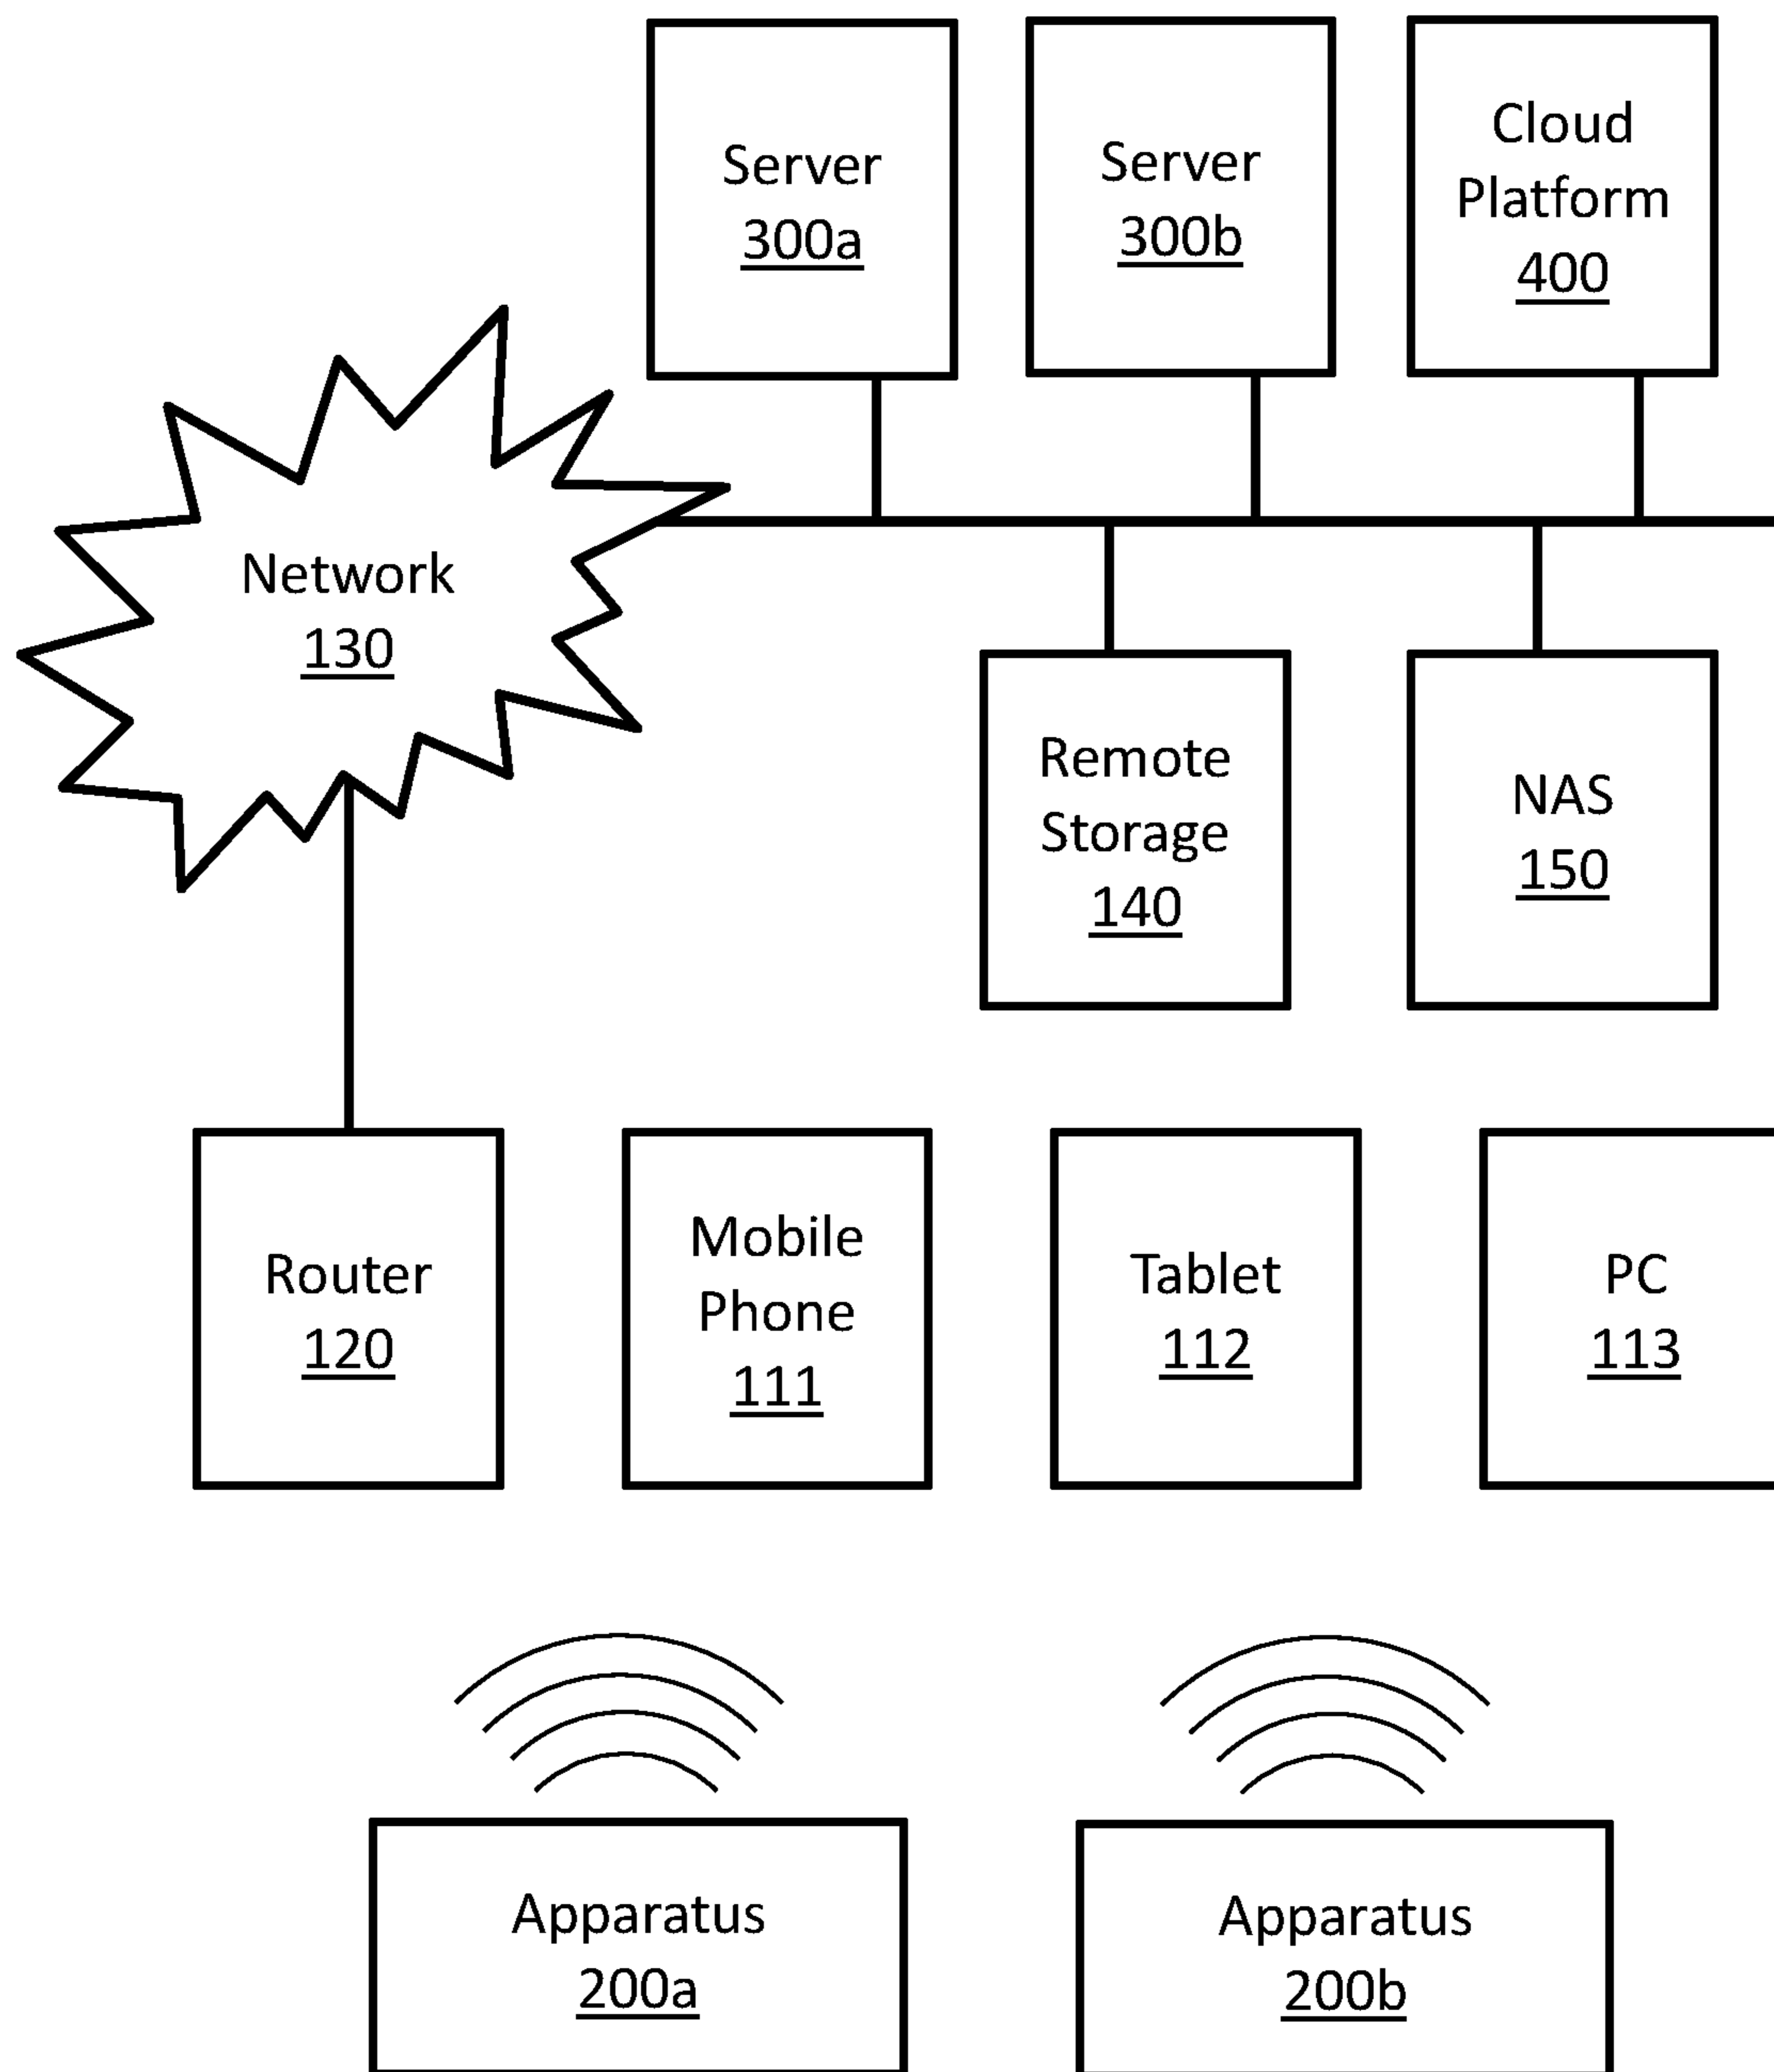 Server
300a
Server
300b
Cloud
Platform
400
Network
130
Remote
Storage
140
NAS
150
Router
120
Mobile
Phone
111
Tablet
112
PC
113
Apparatus
200a
Apparatus
200b